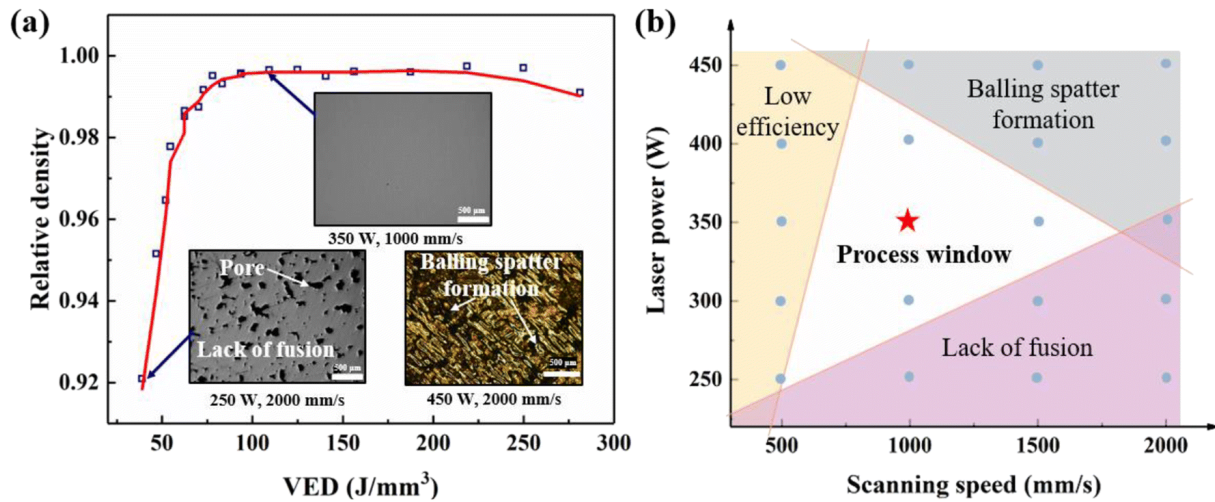 (a)
Relative density
1.00
0.98
0.96
0.94
0.92
500 μm
350 W, 1000 mm/s
Pore
Lack of fusion
500 μm
250 W, 2000 mm/s
Balling spatter
formation
500 μm
450 W, 2000 mm/s
0 50 100 150 200 250 300
VED (J/mm³)
(b)
Laser power (W)
450
400
350
300
250
Low
efficiency
Balling spatter
formation
Process window
Lack of fusion
500 1000 1500 2000
Scanning speed (mm/s)